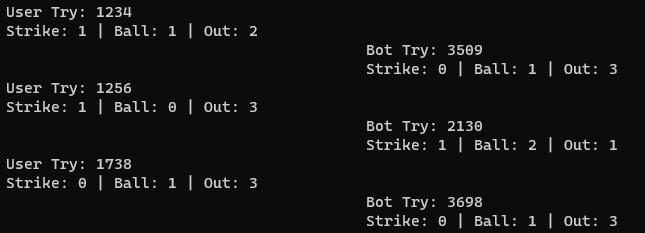 User Try: 1234
Strike: 1 | Ball: 1 | Out: 2
Bot Try: 3509
Strike: 0 | Ball: 1 | Out: 3
User Try: 1256
Strike: 1 | Ball: 0 | Out: 3
Bot Try: 2130
Strike: 1 | Ball: 2 | Out: 1
User Try: 1738
Strike: 0 | Ball: 1 | Out: 3
Bot Try: 3698
Strike: 0 | Ball: 1 | Out: 3